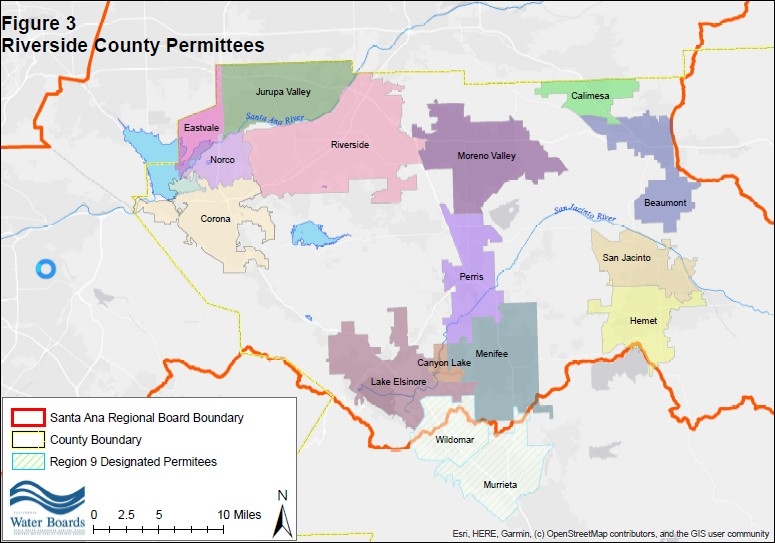 Figure 3
Riverside County Permittees
Jurupa Valley
Calimesa
Santa Ana River
Eastvale
Riverside
Norco
Moreno Valley
Beaumont
San Jacinto River
Corona
San Jacinto
Perris
Hemet
Menifee
Canyon Lake
Lake Elsinore
Wildomar
Murrieta
Santa Ana Regional Board Boundary
County Boundary
Region 9 Designated Permitees
Water Boards
N
0 2.5 5 10 Miles
Esri, HERE, Garmin, (c) OpenStreetMap contributors, and the GIS user community